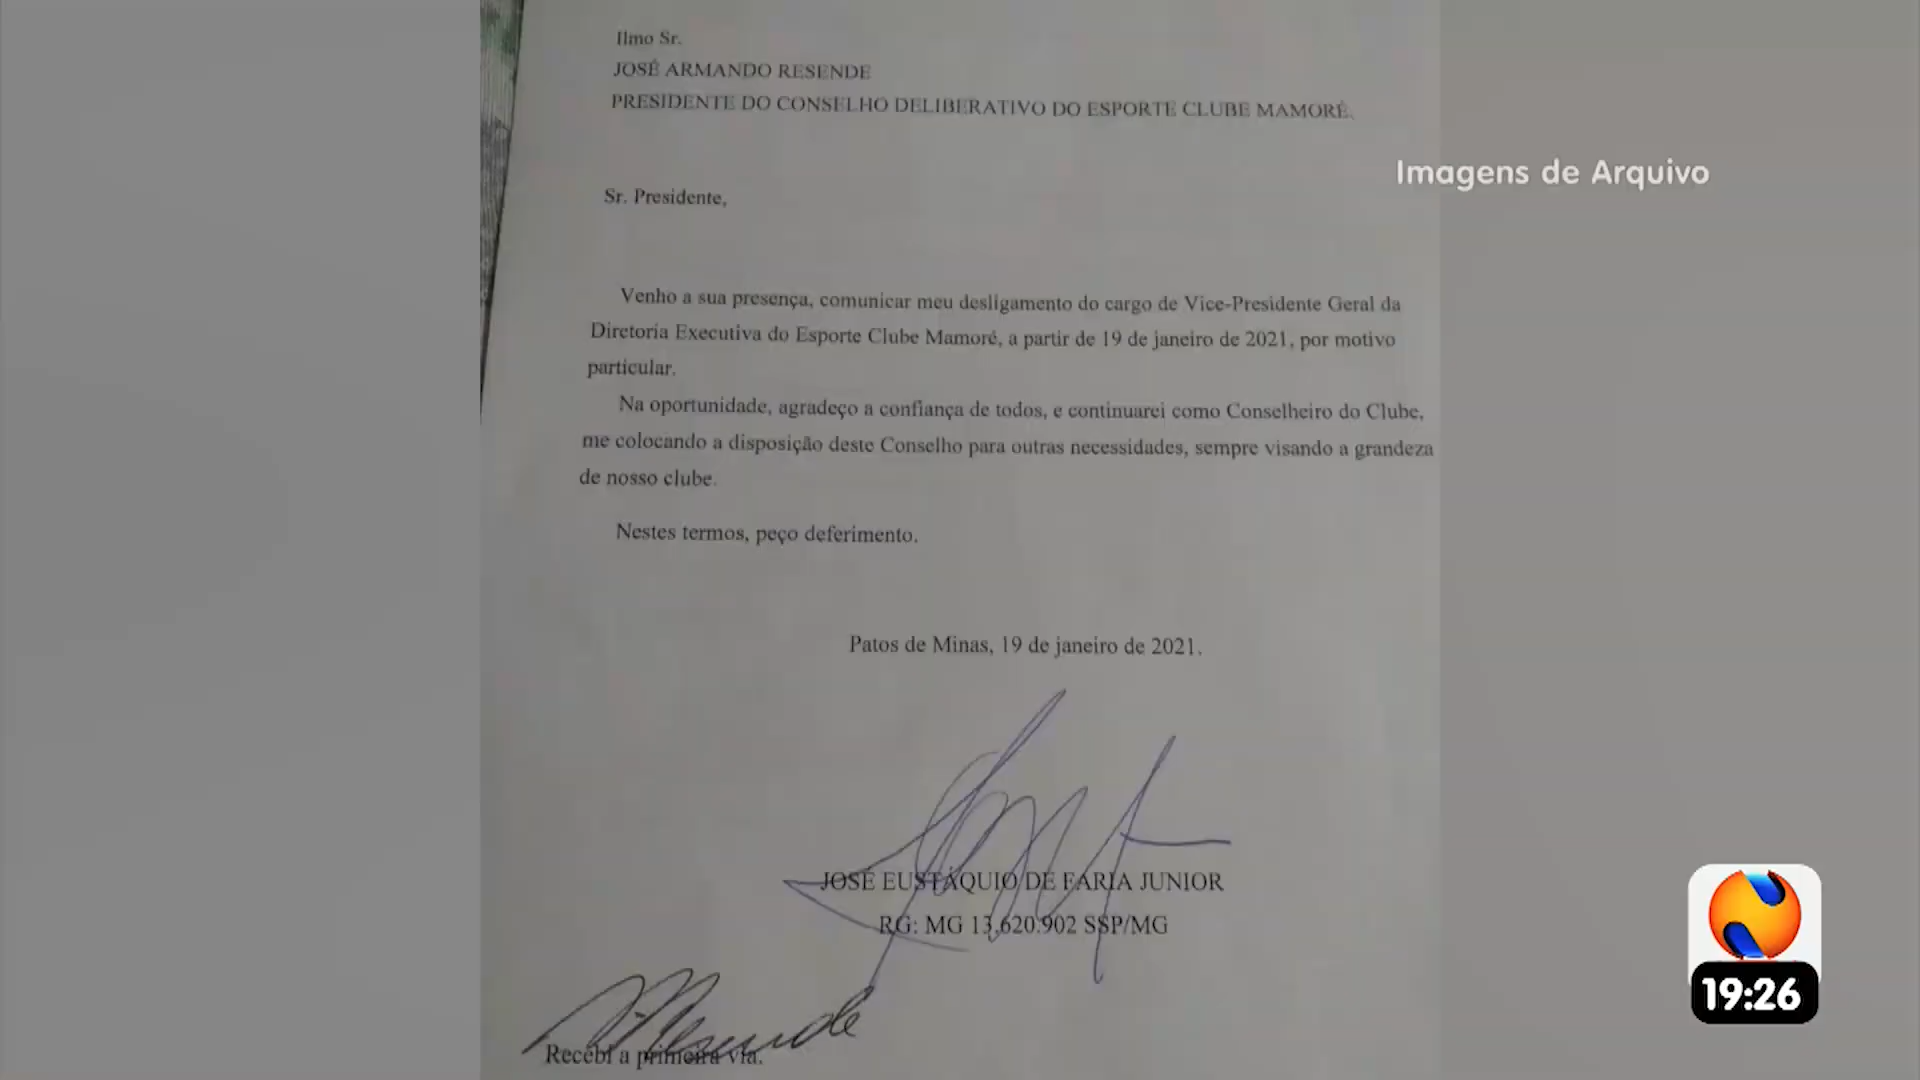 Ilmo Sr.
JOSÉ ARMANDO RESENDE
PRESIDENTE DO CONSELHO DELIBERATIVO DO ESPORTE CLUBE MAMORÉ.
Imagens de Arquivo
Sr. Presidente,
Venho a sua presença, comunicar meu desligamento do cargo de Vice-Presidente Geral da
Diretoria Executiva do Esporte Clube Mamoré, a partir de 19 de janeiro de 2021, por motivo
particular.
Na oportunidade, agradeço a confiança de todos, e continuarei como Conselheiro do Clube,
me colocando a disposição deste Conselho para outras necessidades, sempre visando a grandeza
de nosso clube.
Nestes termos, peço deferimento.
Patos de Minas, 19 de janeiro de 2021.
JOSÉ EUSTÁQUIO DE FARIA JUNIOR
RG: MG 13.620.902 SSP/MG
Resende
Recebi a primeira via.
19:26